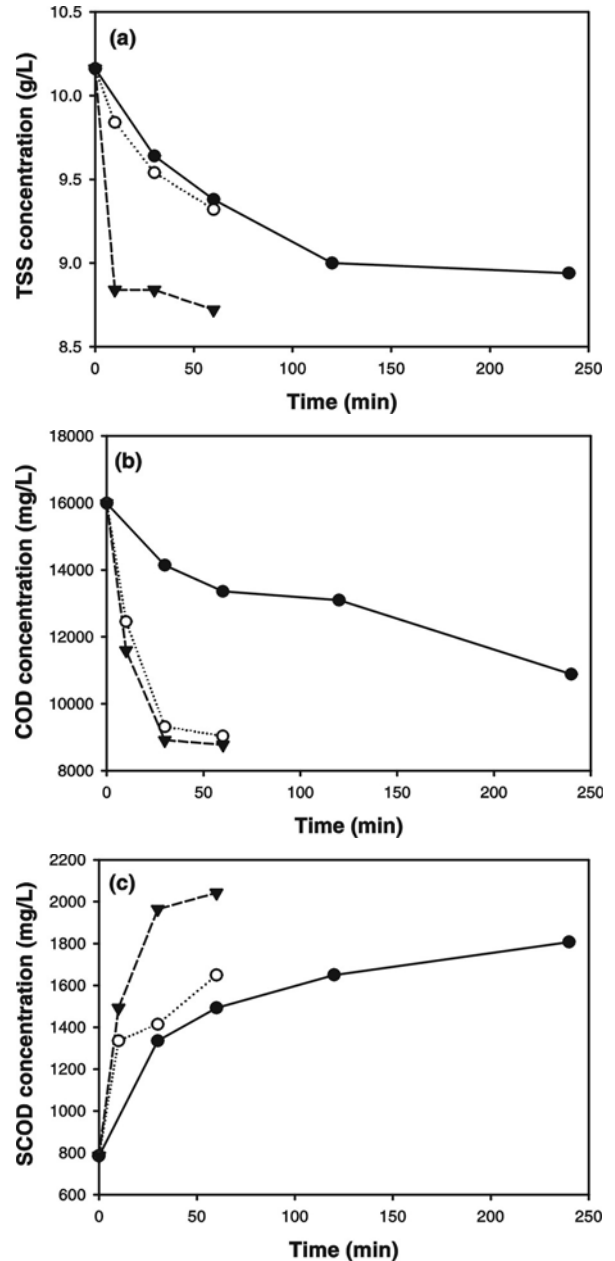 (a)
TSS concentration (g/L)
10.5
10.0
9.5
9.0
8.5
0 50 100 150 200 250
Time (min)
(b)
COD concentration (mg/L)
18000
16000
14000
12000
10000
8000
0 50 100 150 200 250
Time (min)
(c)
SCOD concentration (mg/L)
2200
2000
1800
1600
1400
1200
1000
800
600
0 50 100 150 200 250
Time (min)